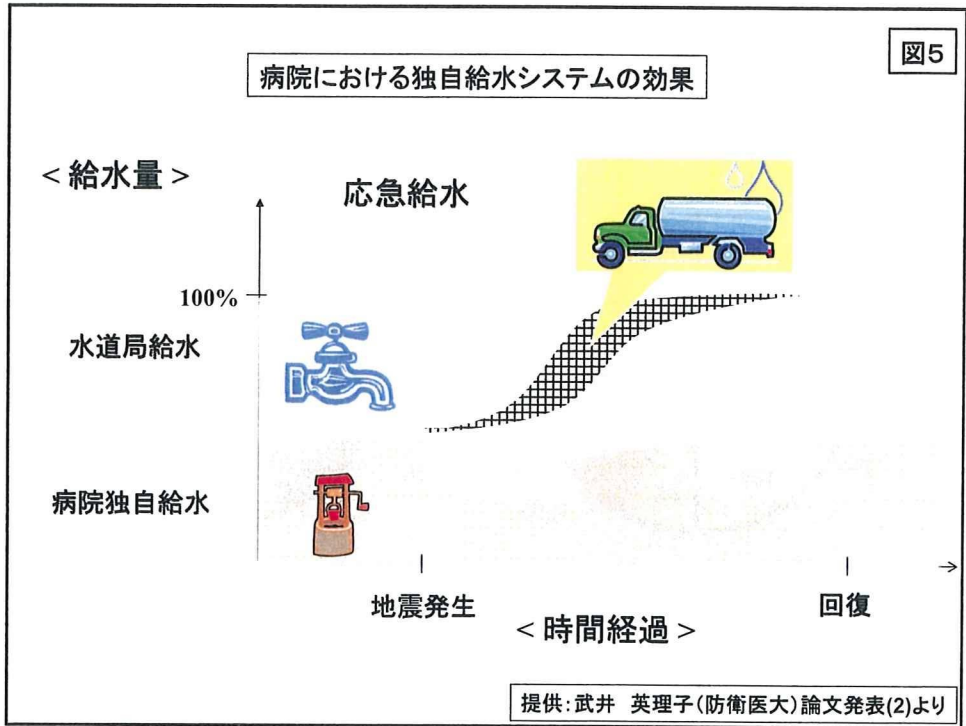 図5
病院における独自給水システムの効果
＜給水量＞
応急給水
100%
水道局給水
病院独自給水
地震発生
回復
＜時間経過＞
提供:武井　英理子(防衛医大)論文発表(2)より